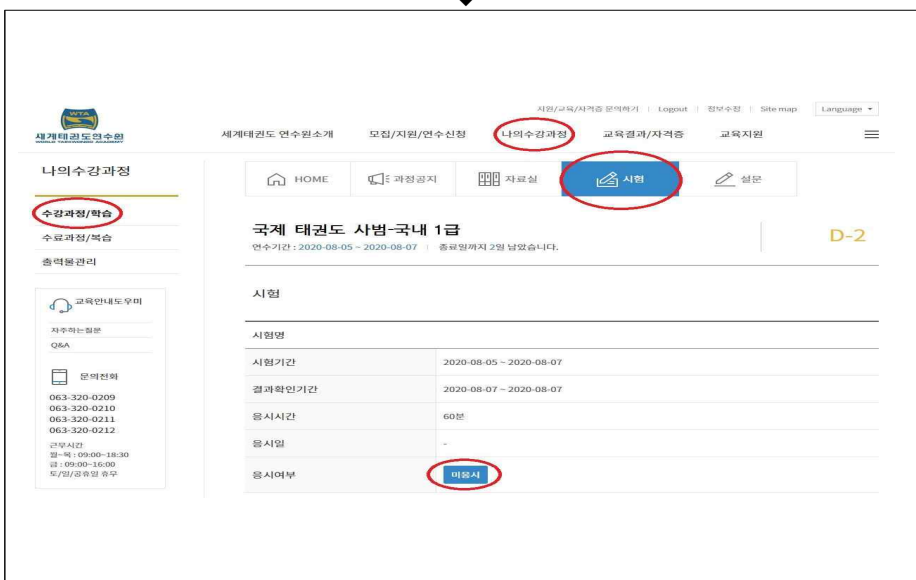 지원/교육/자격증 문의하기 | Logout | 정보수정 | Site map Language
WTA
세계태권도연수원
WORLD TAEKWONDO ACADEMY
세계태권도 연수원소개 모집/지원/연수신청 나의수강과정 교육결과/자격증 교육지원
나의수강과정
수강과정/학습
수료과정/복습
출력물관리
교육안내도우미
자주하는질문
Q&A
문의전화
063-320-0209
063-320-0210
063-320-0211
063-320-0212
근무시간
월~목 : 09:00~18:30
금 : 09:00~16:00
토/일/공휴일 휴무
HOME 과정공지 자료실 시험 설문
국제 태권도 사범-국내 1급
연수기간 : 2020-08-05 ~ 2020-08-07 | 종료일까지 2일 남았습니다.
D-2
시험
시험명
시험기간 2020-08-05 ~ 2020-08-07
결과확인기간 2020-08-07 ~ 2020-08-07
응시시간 60분
응시일 -
응시여부 미응시